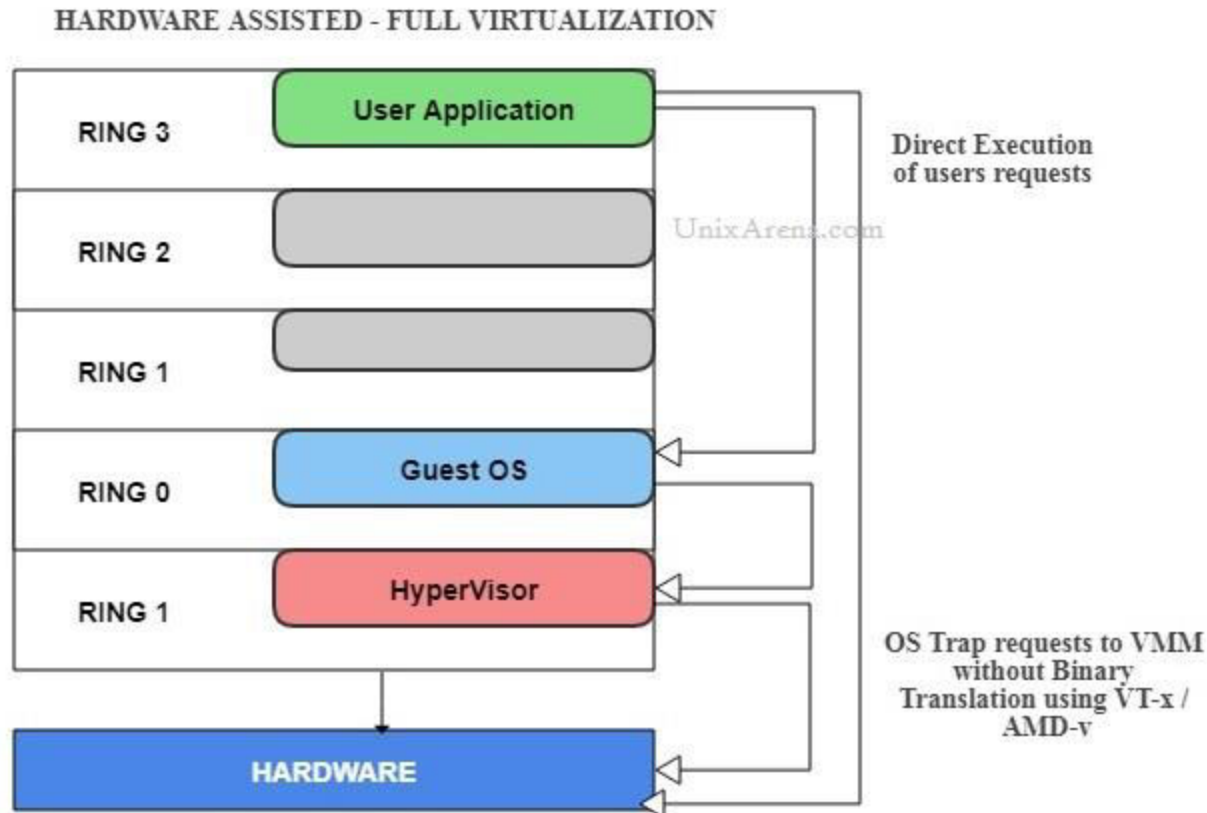 HARDWARE ASSISTED - FULL VIRTUALIZATION
RING 3
User Application
Direct Execution
of users requests
UnixArena.com
RING 2
RING 1
RING 0
Guest OS
RING 1
HyperVisor
OS Trap requests to VMM
without Binary
Translation using VT-x /
AMD-v
HARDWARE